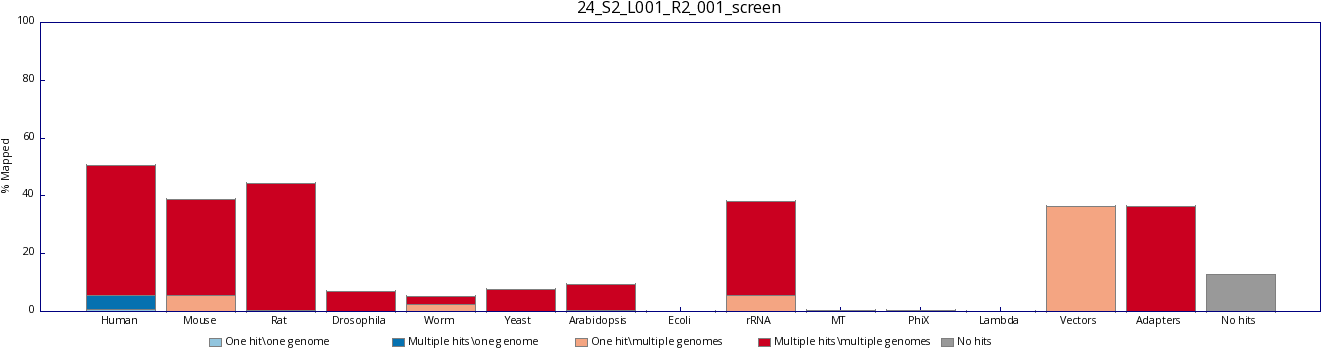 24_S2_L001_R2_001_screen
100
80
60
40
20
0
% Mapped
Human Mouse Rat Drosophila Worm Yeast Arabidopsis Ecoli rRNA MT PhiX Lambda Vectors Adapters No hits
One hit\one genome Multiple hits\one genome One hit\multiple genomes Multiple hits\multiple genomes No hits